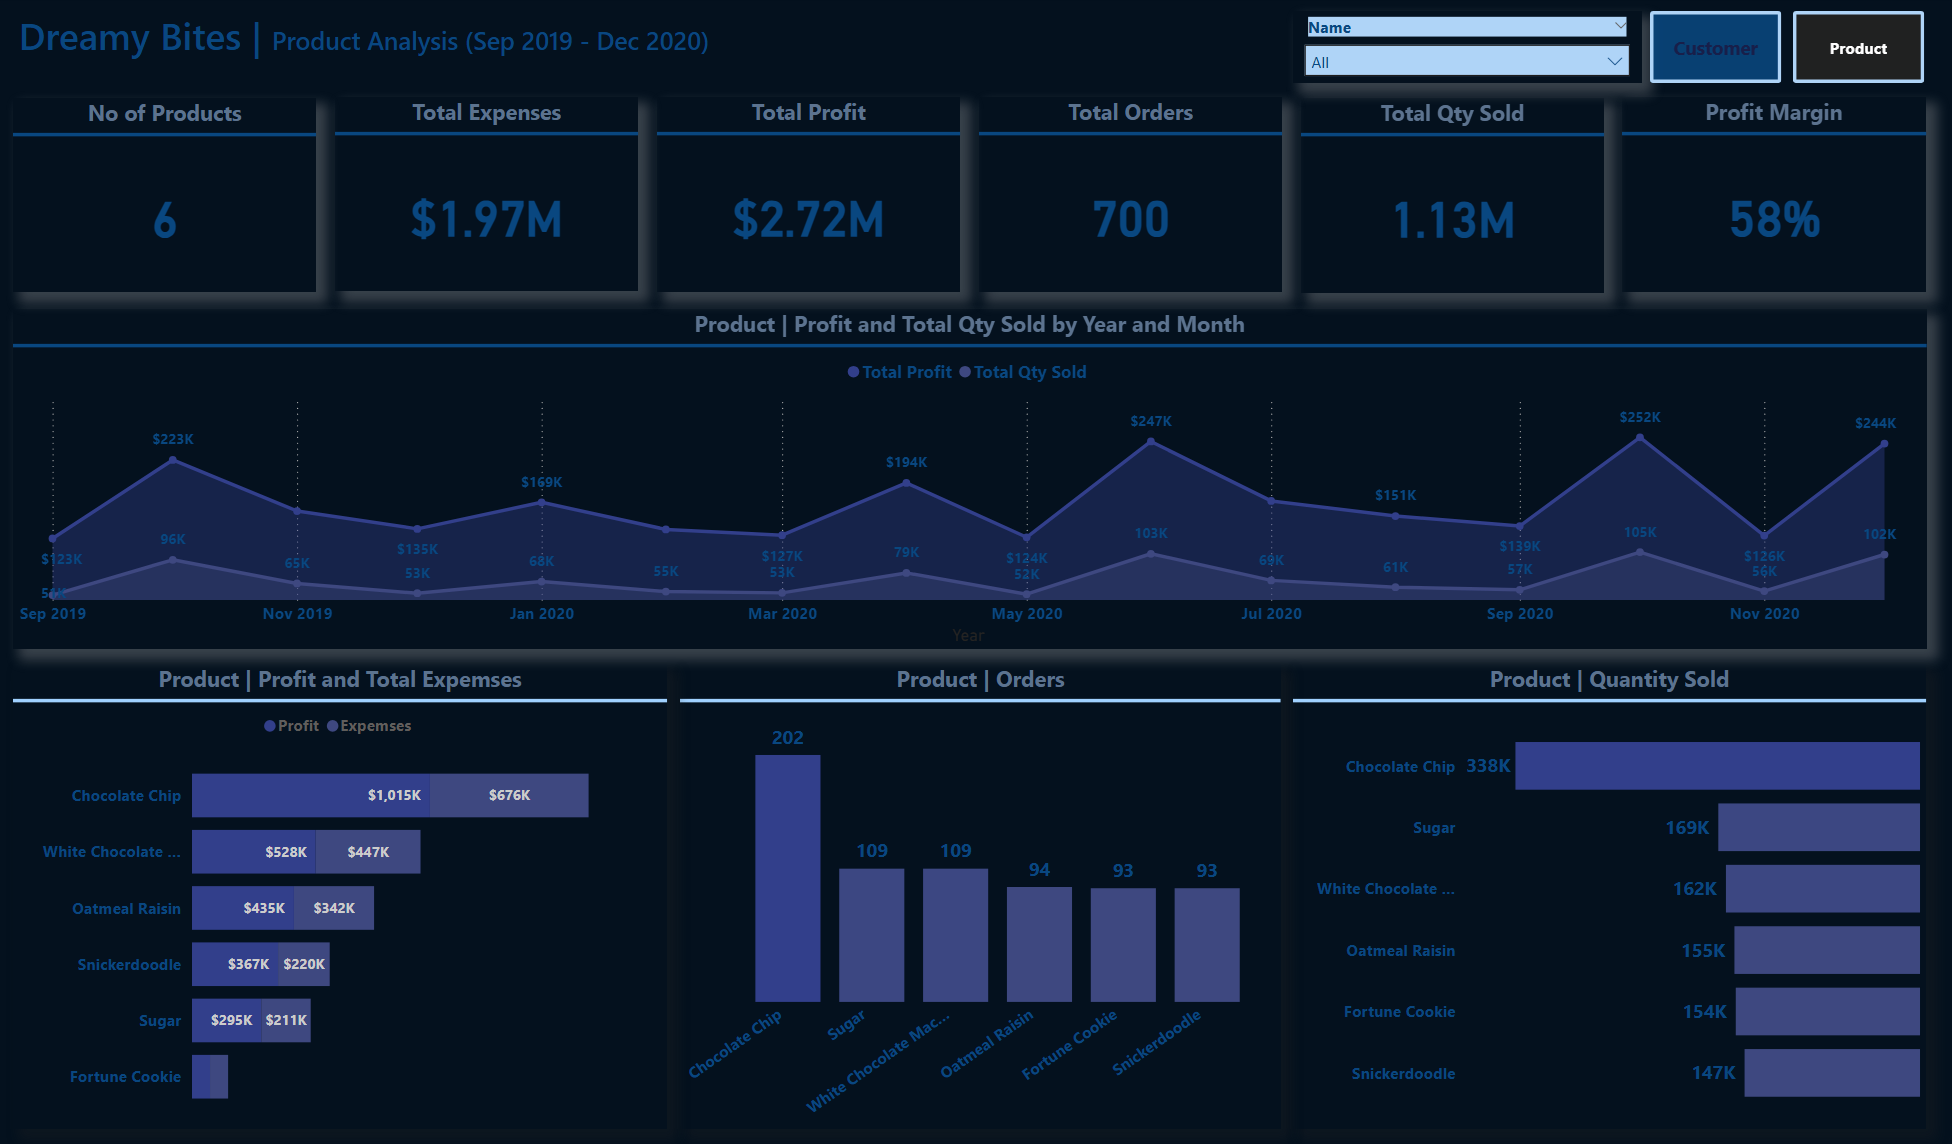 Dreamy Bites | Product Analysis (Sep 2019 - Dec 2020)
Name
All
Customer
Product
No of Products
6
Total Expenses
$1.97M
Total Profit
$2.72M
Total Orders
700
Total Qty Sold
1.13M
Profit Margin
58%
Product | Profit and Total Qty Sold by Year and Month
Total Profit Total Qty Sold
$123K
$223K
$135K
$169K
$127K
$194K
$124K
$247K
$151K
$139K
$252K
$126K
$244K
96K
65K
53K
68K
55K
53K
79K
52K
103K
69K
61K
57K
105K
56K
102K
Sep 2019 Nov 2019 Jan 2020 Mar 2020 May 2020 Jul 2020 Sep 2020 Nov 2020
Year
Product | Profit and Total Expemses
Profit Expemses
Chocolate Chip $1,015K $676K
White Chocolate ... $528K $447K
Oatmeal Raisin $435K $342K
Snickerdoodle $367K $220K
Sugar $295K $211K
Fortune Cookie
Product | Orders
202
109
109
94
93
93
Chocolate Chip
Sugar
White Chocolate Mac...
Oatmeal Raisin
Fortune Cookie
Snickerdoodle
Product | Quantity Sold
Chocolate Chip 338K
Sugar 169K
White Chocolate ... 162K
Oatmeal Raisin 155K
Fortune Cookie 154K
Snickerdoodle 147K